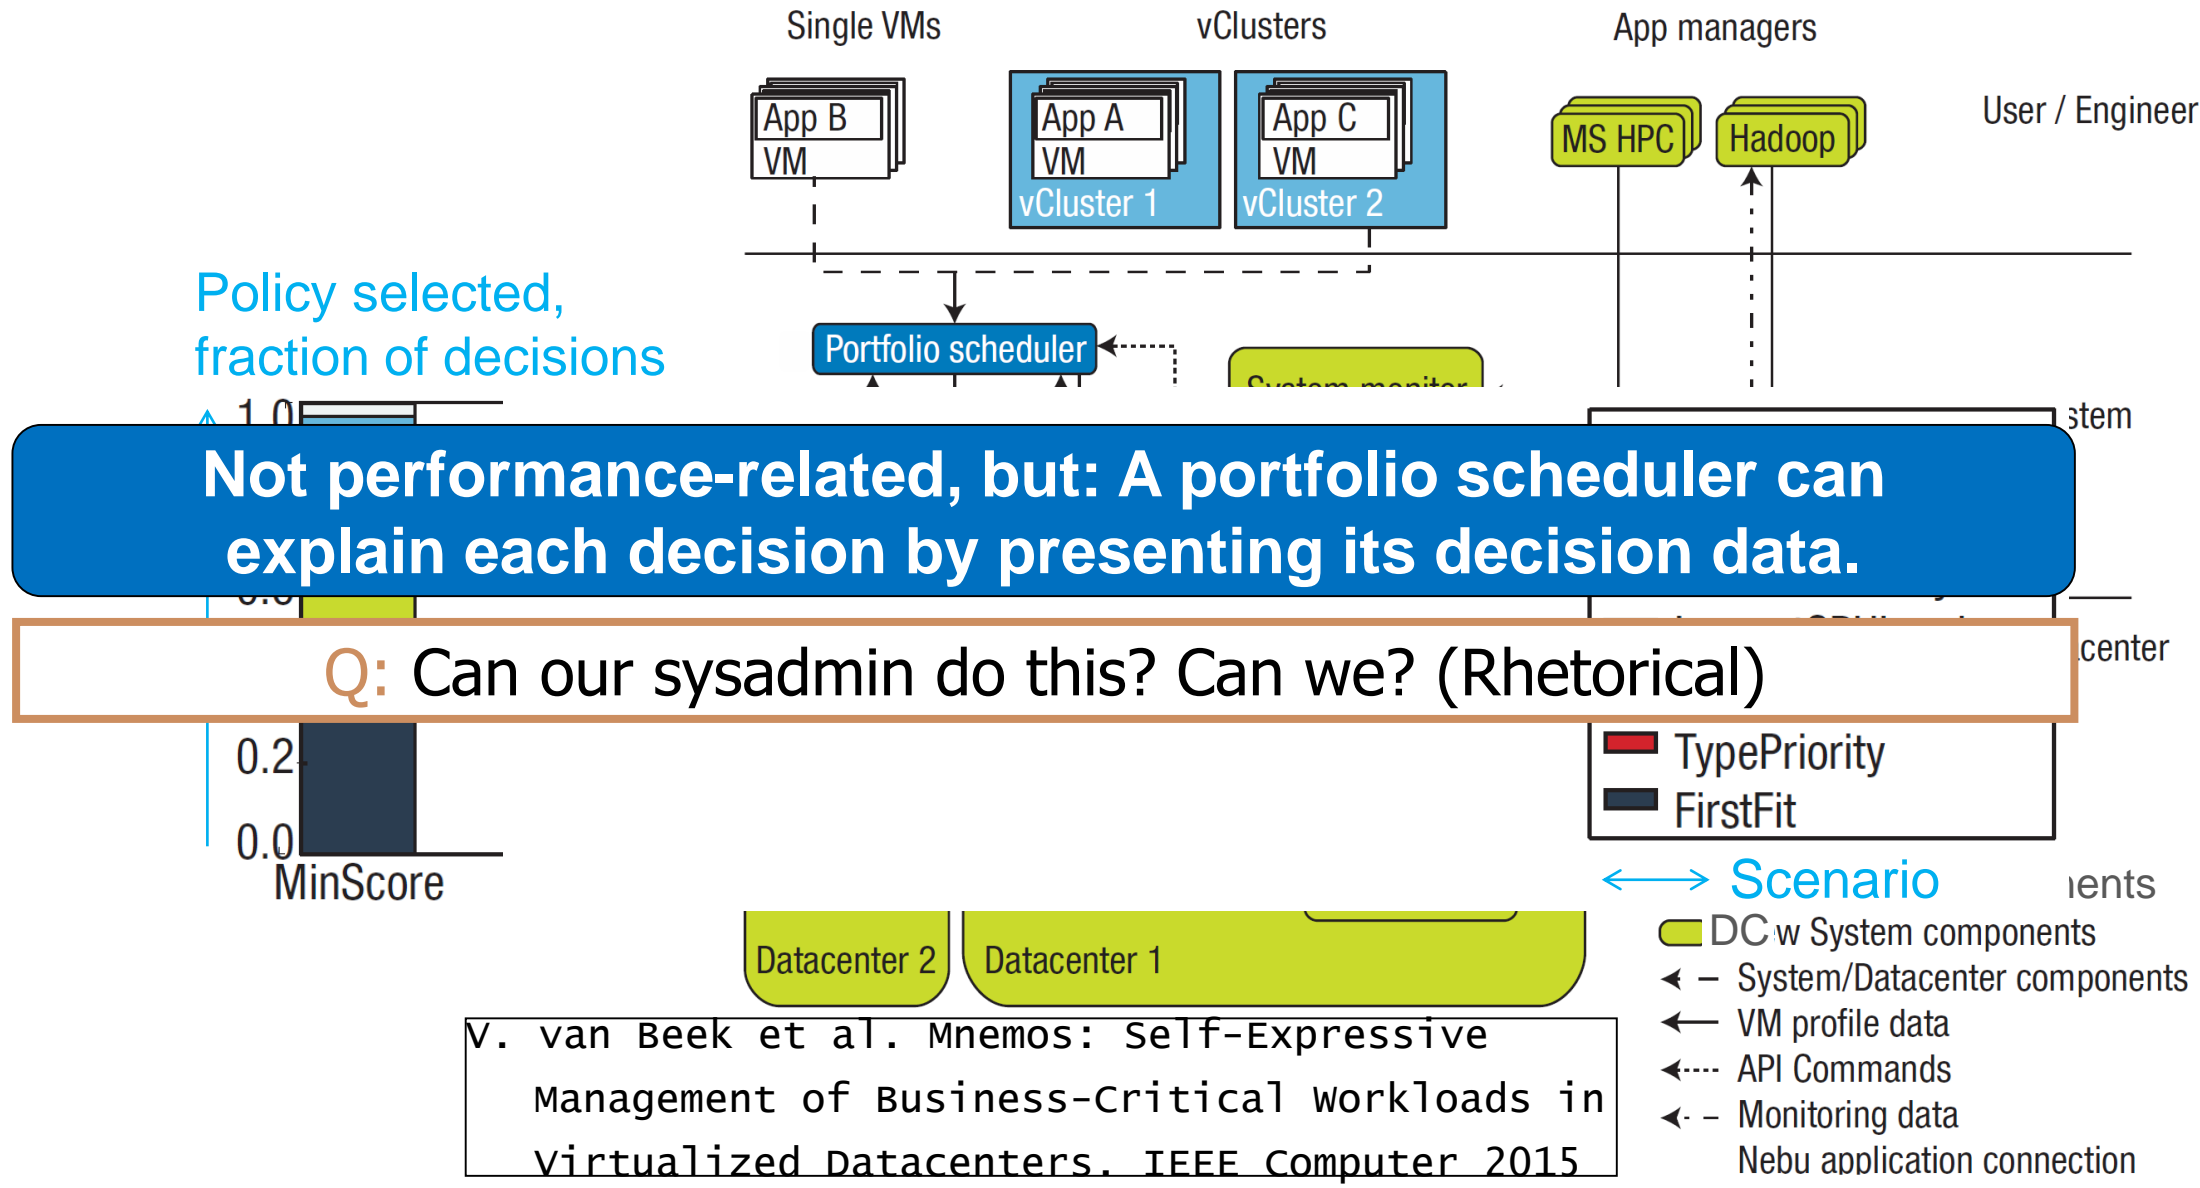 Single VMs
vClusters
App managers
App B
VM
App A
VM
vCluster 1
App C
VM
vCluster 2
MS HPC
Hadoop
User / Engineer
Policy selected,
fraction of decisions
Portfolio scheduler
System monitor
1.0
stem
Not performance-related, but: A portfolio scheduler can
explain each decision by presenting its decision data.
Q: Can our sysadmin do this? Can we? (Rhetorical)
center
0.2
0.0
MinScore
TypePriority
FirstFit
Scenario
nents
DC
w System components
System/Datacenter components
VM profile data
API Commands
Monitoring data
Nebu application connection
Datacenter 2
Datacenter 1
V. van Beek et al. Mnemos: Self-Expressive
Management of Business-Critical Workloads in
Virtualized Datacenters. IEEE Computer 2015